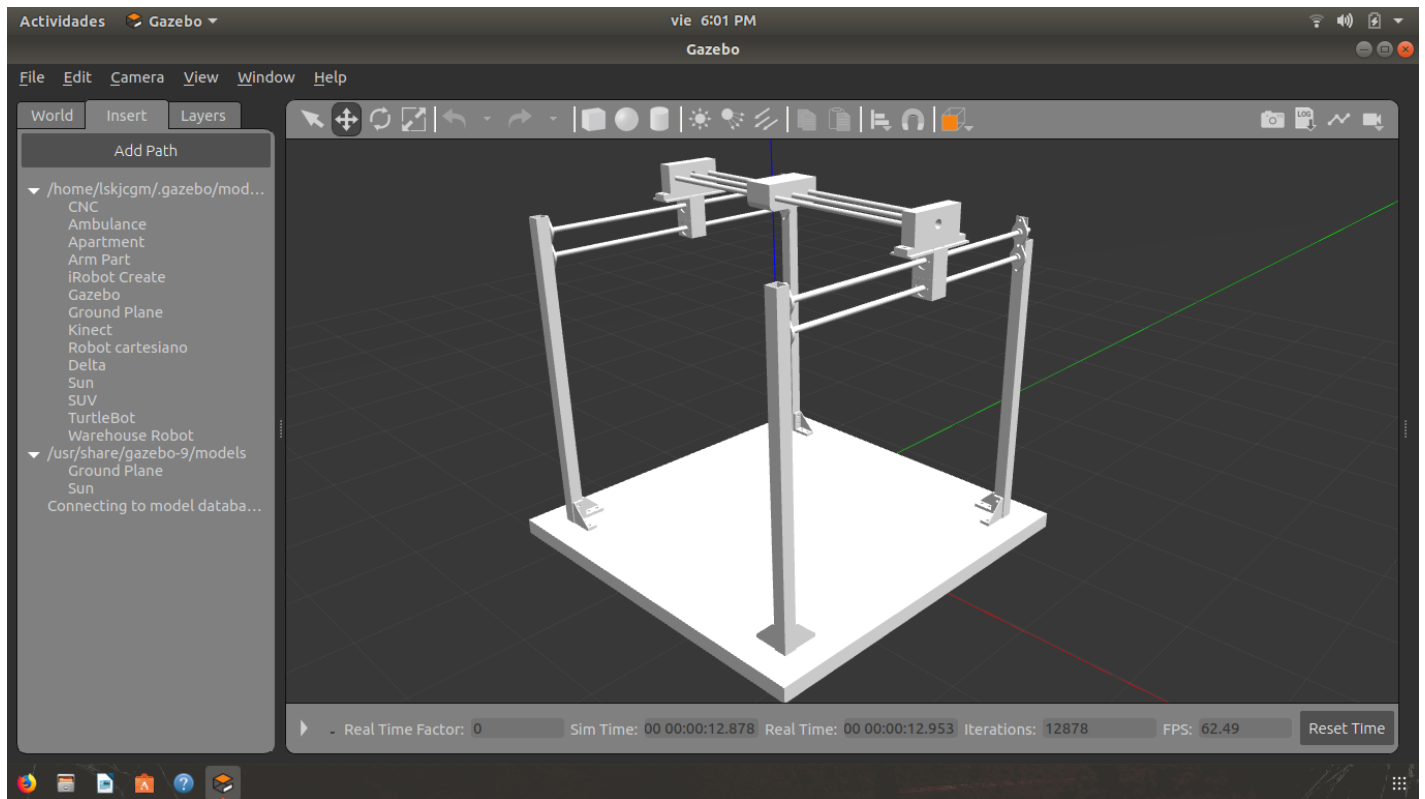 Actividades Gazebo vie 6:01 PM
Gazebo
File Edit Camera View Window Help
World Insert Layers
Add Path
/home/lskjcgm/.gazebo/mod...
CNC
Ambulance
Apartment
Arm Part
iRobot Create
Gazebo
Ground Plane
Kinect
Robot cartesiano
Delta
Sun
SUV
TurtleBot
Warehouse Robot
/usr/share/gazebo-9/models
Ground Plane
Sun
Connecting to model databa...
LOG
Real Time Factor: 0 Sim Time: 00 00:00:12.878 Real Time: 00 00:00:12.953 Iterations: 12878 FPS: 62.49 Reset Time